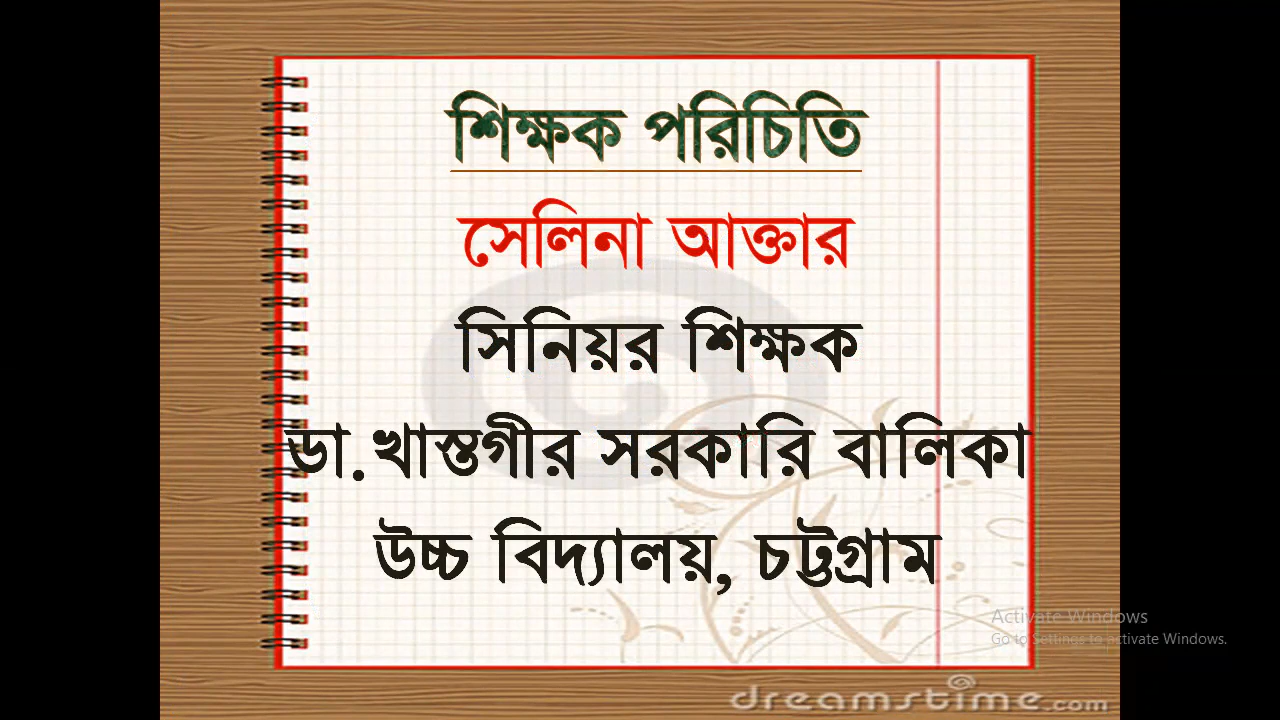 শিক্ষক পরিচিতি
সেলিনা আক্তার
সিনিয়র শিক্ষক
ডা.খাস্তগীর সরকারি বালিকা
উচ্চ বিদ্যালয়, চট্টগ্রাম
Activate Windows
Go to Settings to activate Windows.
dreamstime.com